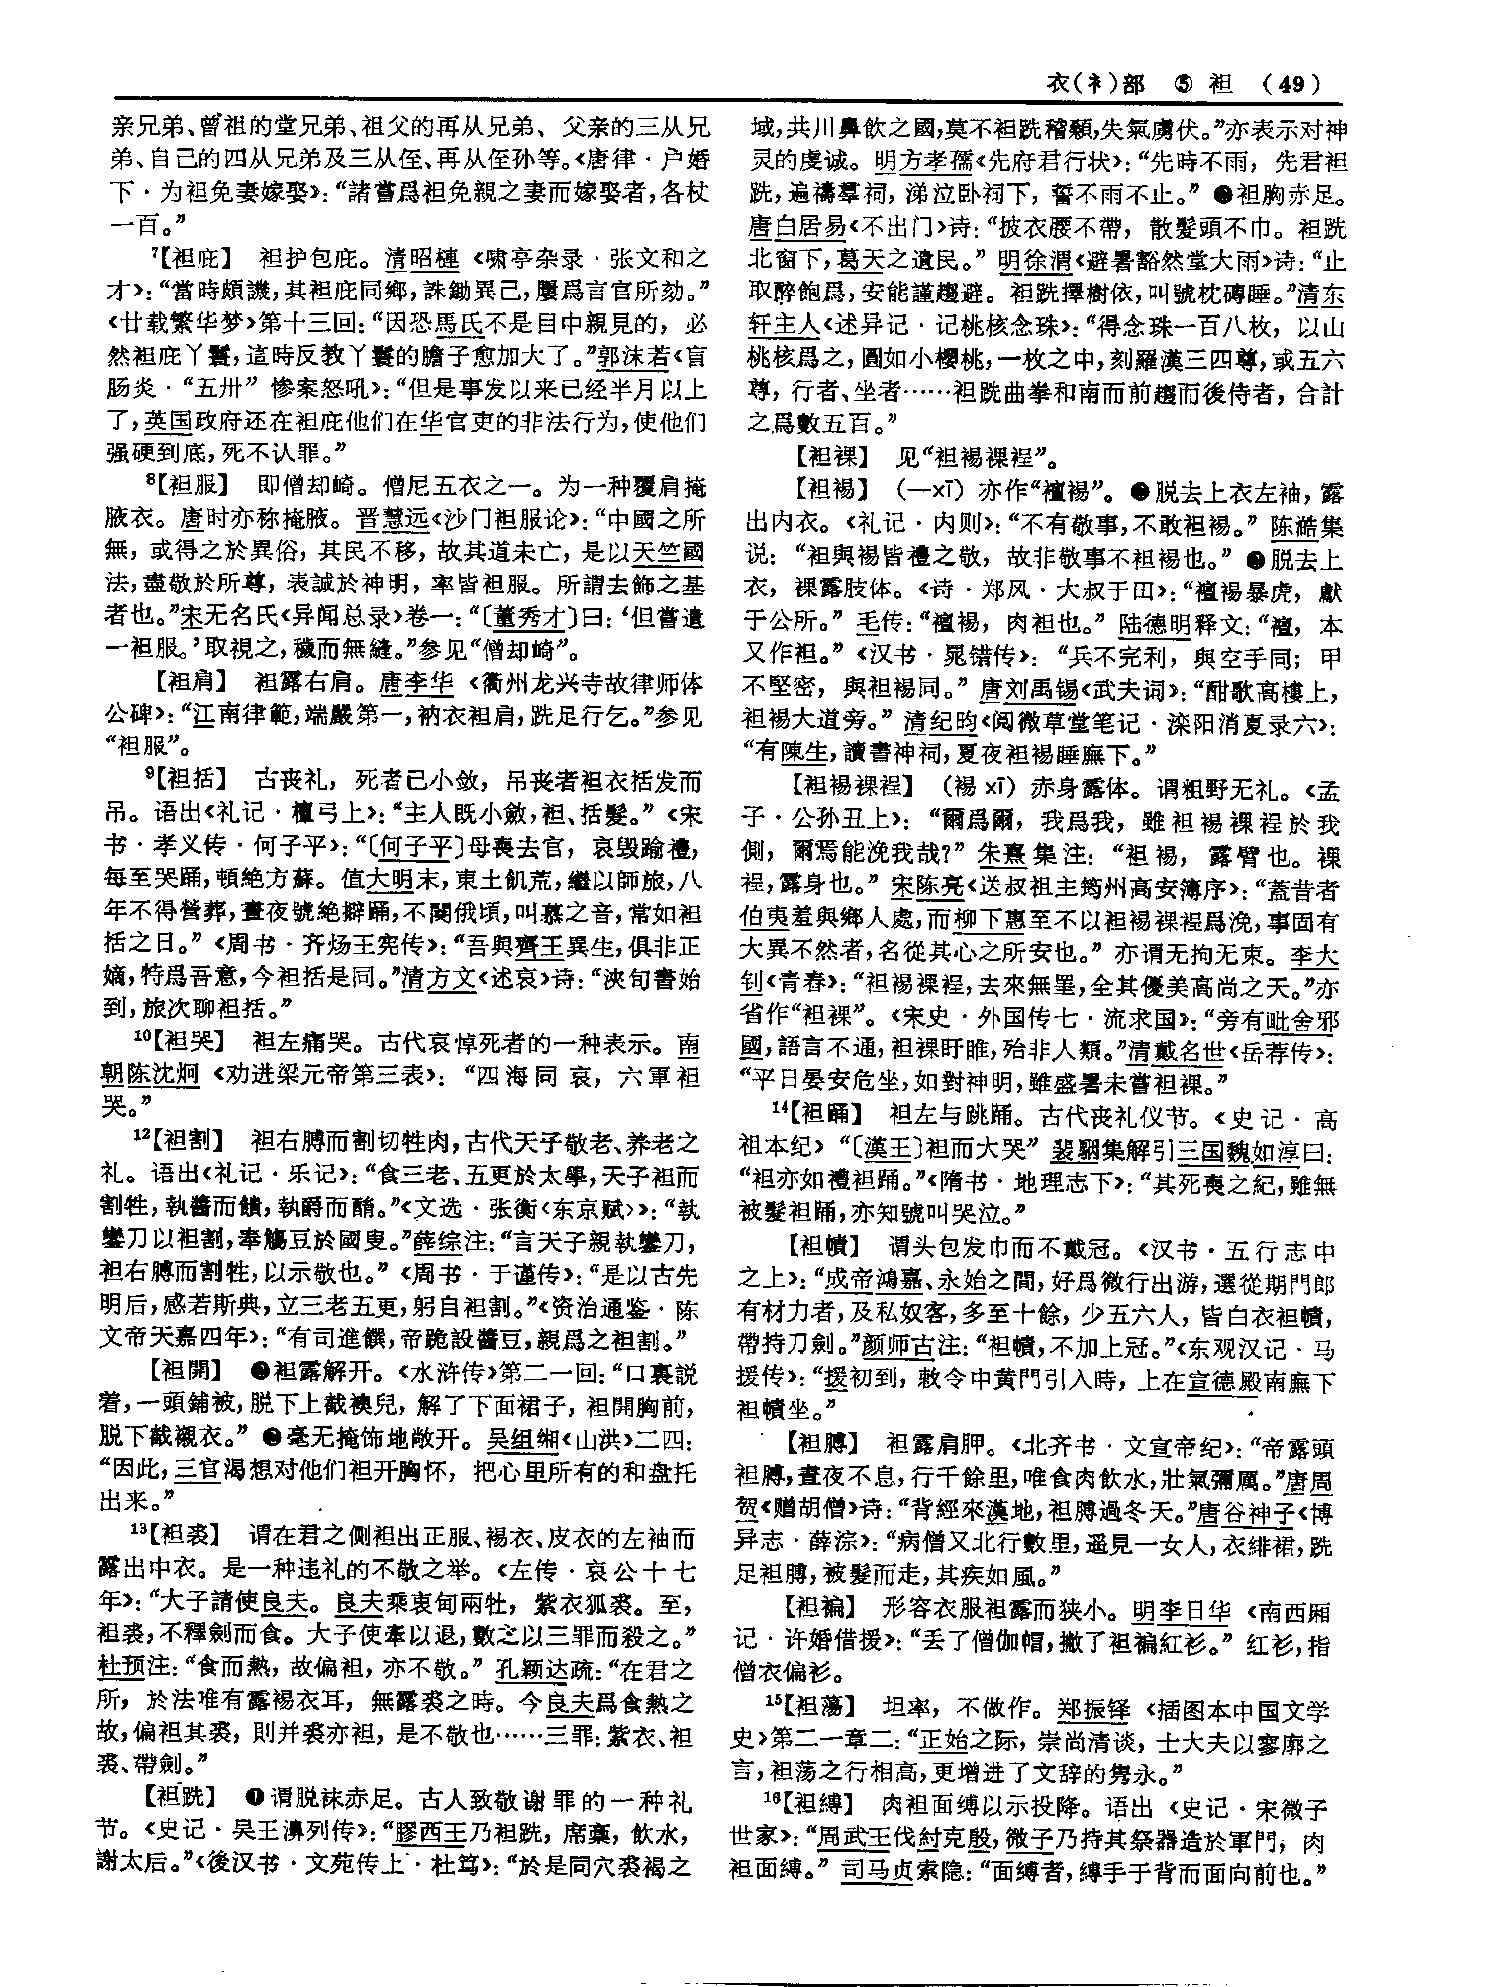 衣(衤)部 ⑤ 袒 (49)
亲兄弟、曾祖的堂兄弟、祖父的再从兄弟、父亲的三从兄
弟、自己的四从兄弟及三从侄、再从侄孙等。《唐律·户婚
下·为袒免妻嫁娶》：“諸嘗爲袒免親之妻而嫁娶者，各杖
一百。”
⁷【袒庇】 袒护包庇。清昭槤《啸亭杂录·张文和之
才》：“當時頗譏，其袒庇同鄉，誅鋤異己，屢爲言官所劾。”
《廿载繁华梦》第十三回：“因恐馬氏不是目中親見的，必
然袒庇丫鬟，這時反教丫鬟的膽子愈加大了。”郭沫若《盲
肠炎·“五卅”惨案怒吼》：“但是事发以来已经半月以上
了，英国政府还在袒庇他们在华官吏的非法行为，使他们
强硬到底，死不认罪。”
⁸【袒服】 即僧却崎。僧尼五衣之一。为一种覆肩掩
腋衣。唐时亦称掩腋。晋慧远《沙门袒服论》：“中國之所
無，或得之於異俗，其民不移，故其道未亡，是以天竺國
法，盡敬於所尊，表誠於神明，率皆袒服。所謂去飾之基
者也。”宋无名氏《异闻总录》卷一：“〔董秀才〕曰：‘但嘗遺
一袒服。’取視之，穢而無縫。”参见“僧却崎”。
【袒肩】 袒露右肩。唐李华《衢州龙兴寺故律师体
公碑》：“江南律範，端嚴第一，衲衣袒肩，跣足行乞。”参见
“袒服”。
⁹【袒括】 古丧礼，死者已小敛，吊丧者袒衣括发而
吊。语出《礼记·檀弓上》：“主人既小斂，袒、括髮。”《宋
书·孝义传·何子平》：“〔何子平〕母喪去官，哀毁踰禮，
每至哭踊，頓絶方蘇。值大明末，東土飢荒，繼以師旅，八
年不得營葬，晝夜號絶擗踊，不闋俄頃，叫慕之音，常如袒
括之日。”《周书·齐炀王宪传》：“吾與齊王異生，俱非正
嫡，特爲吾意，今袒括是同。”清方文《述哀》诗：“浹旬書始
到，旅次聊袒括。”
¹⁰【袒哭】 袒左痛哭。古代哀悼死者的一种表示。南
朝陈沈炯《劝进梁元帝第三表》：“四海同哀，六軍袒
哭。”
¹²【袒割】 袒右膊而割切牲肉，古代天子敬老、养老之
礼。语出《礼记·乐记》：“食三老、五更於太學，天子袒而
割牲，執醬而饋，執爵而酳。”《文选·张衡〈东京赋〉》：“執
鑾刀以袒割，奉觴豆於國叟。”薛综注：“言天子親執鑾刀，
袒右膊而割牲，以示敬也。”《周书·于谨传》：“是以古先
明后，感若斯典，立三老五更，躬自袒割。”《资治通鉴·陈
文帝天嘉四年》：“有司進饌，帝跪設醬豆，親爲之袒割。”
【袒開】 ❶袒露解开。《水浒传》第二一回：“口裏説
着，一頭鋪被，脱下上截襖兒，解了下面裙子，袒開胸前，
脱下截襯衣。”❷毫无掩饰地敞开。吴组缃《山洪》二四：
“因此，三官渴想对他们袒开胸怀，把心里所有的和盘托
出来。”
¹³【袒裘】 谓在君之侧袒出正服、裼衣、皮衣的左袖而
露出中衣。是一种违礼的不敬之举。《左传·哀公十七
年》：“大子請使良夫。良夫乘衷甸兩牡，紫衣狐裘。至，
袒裘，不釋劍而食。大子使牽以退，數之以三罪而殺之。”
杜预注：“食而熱，故偏袒，亦不敬。”孔颖达疏：“在君之
所，於法唯有露裼衣耳，無露裘之時。今良夫爲食熱之
故，偏袒其裘，則并裘亦袒，是不敬也……三罪：紫衣、袒
裘、帶劍。”
【袒跣】 ❶谓脱袜赤足。古人致敬谢罪的一种礼
节。《史记·吴王濞列传》：“膠西王乃袒跣，席藁，飲水，
謝太后。”《後汉书·文苑传上·杜笃》：“於是同穴裘褐之
域，共川鼻飲之國，莫不袒跣稽顙，失氣虜伏。”亦表示对神
灵的虔诚。明方孝孺《先府君行状》：“先時不雨，先君袒
跣，遍禱羣祠，涕泣卧祠下，誓不雨不止。”❷袒胸赤足。
唐白居易《不出门》诗：“披衣腰不帶，散髮頭不巾。袒跣
北窗下，葛天之遺民。”明徐渭《避暑豁然堂大雨》诗：“止
取醉飽爲，安能謹趨避。袒跣擇樹依，叫號枕磚睡。”清东
轩主人《述异记·记桃核念珠》：“得念珠一百八枚，以山
桃核爲之，圓如小櫻桃，一枚之中，刻羅漢三四尊，或五六
尊，行者、坐者……袒跣曲拳和南而前趨而後侍者，合計
之爲數五百。”
【袒裸】 见“袒裼裸裎”。
【袒裼】 （—xī）亦作“襢裼”。❶脱去上衣左袖，露
出内衣。《礼记·内则》：“不有敬事，不敢袒裼。”陈澔集
说：“袒與裼皆禮之敬，故非敬事不袒裼也。”❷脱去上
衣，裸露肢体。《诗·郑风·大叔于田》：“襢裼暴虎，獻
于公所。”毛传：“襢裼，肉袒也。”陆德明释文：“襢，本
又作袒。”《汉书·晁错传》：“兵不完利，與空手同；甲
不堅密，與袒裼同。”唐刘禹锡《武夫词》：“酣歌高樓上，
袒裼大道旁。”清纪昀《阅微草堂笔记·滦阳消夏录六》：
“有陳生，讀書神祠，夏夜袒裼睡廡下。”
【袒裼裸裎】 （裼xī）赤身露体。谓粗野无礼。《孟
子·公孙丑上》：“爾爲爾，我爲我，雖袒裼裸裎於我
側，爾焉能浼我哉？”朱熹集注：“袒裼，露臂也。裸
裎，露身也。”宋陈亮《送叔祖主筠州高安簿序》：“蓋昔者
伯夷羞與鄉人處，而柳下惠至不以袒裼裸裎爲浼，事固有
大異不然者，名從其心之所安也。”亦谓无拘无束。李大
钊《青春》：“袒裼裸裎，去來無罣，全其優美高尚之天。”亦
省作“袒裸”。《宋史·外国传七·流求国》：“旁有毗舍邪
國，語言不通，袒裸盱睢，殆非人類。”清戴名世《岳荐传》：
“平日晏安危坐，如對神明，雖盛暑未嘗袒裸。”
¹⁴【袒踊】 袒左与跳踊。古代丧礼仪节。《史记·高
祖本纪》“〔漢王〕袒而大哭”裴駰集解引三国魏如淳曰：
“袒亦如禮袒踊。”《隋书·地理志下》：“其死喪之紀，雖無
被髮袒踊，亦知號叫哭泣。”
【袒幘】 谓头包发巾而不戴冠。《汉书·五行志中
之上》：“成帝鴻嘉、永始之間，好爲微行出游，選從期門郎
有材力者，及私奴客，多至十餘，少五六人，皆白衣袒幘，
帶持刀劍。”颜师古注：“袒幘，不加上冠。”《东观汉记·马
援传》：“援初到，敕令中黄門引入時，上在宣德殿南廡下
袒幘坐。”
【袒膊】 袒露肩胛。《北齐书·文宣帝纪》：“帝露頭
袒膊，晝夜不息，行千餘里，唯食肉飲水，壯氣彌厲。”唐周
贺《赠胡僧》诗：“背經來漢地，袒膊過冬天。”唐谷神子《博
异志·薛淙》：“病僧又北行數里，遥見一女人，衣緋裙，跣
足袒膊，被髮而走，其疾如風。”
【袒褊】 形容衣服袒露而狭小。明李日华《南西厢
记·许婚借援》：“丢了僧伽帽，撇了袒褊紅衫。”红衫，指
僧衣偏衫。
¹⁵【袒荡】 坦率，不做作。郑振铎《插图本中国文学
史》第二一章二：“正始之际，崇尚清谈，士大夫以寥廓之
言，袒荡之行相高，更增进了文辞的隽永。”
¹⁶【袒縛】 肉袒面缚以示投降。语出《史记·宋微子
世家》：“周武王伐紂克殷，微子乃持其祭器造於軍門，肉
袒面縛。”司马贞索隐：“面縛者，縛手于背而面向前也。”